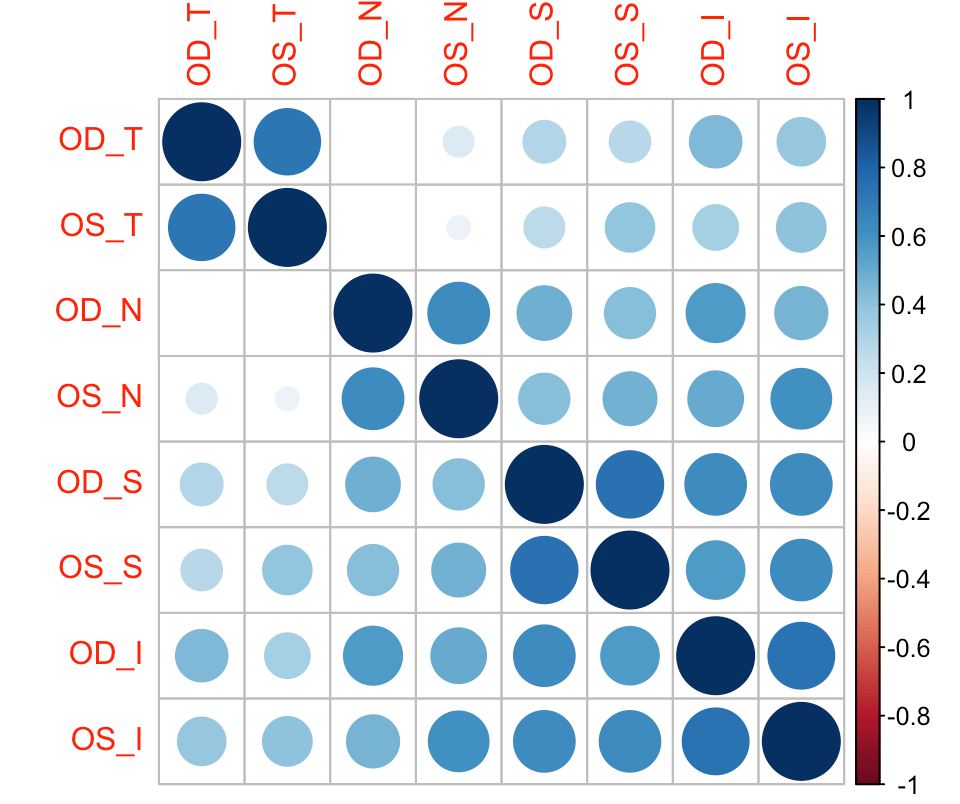 OD_T OS_T OD_N OS_N OD_S OS_S OD_I OS_I
OD_T
OS_T
OD_N
OS_N
OD_S
OS_S
OD_I
OS_I
1
0.8
0.6
0.4
0.2
0
-0.2
-0.4
-0.6
-0.8
-1